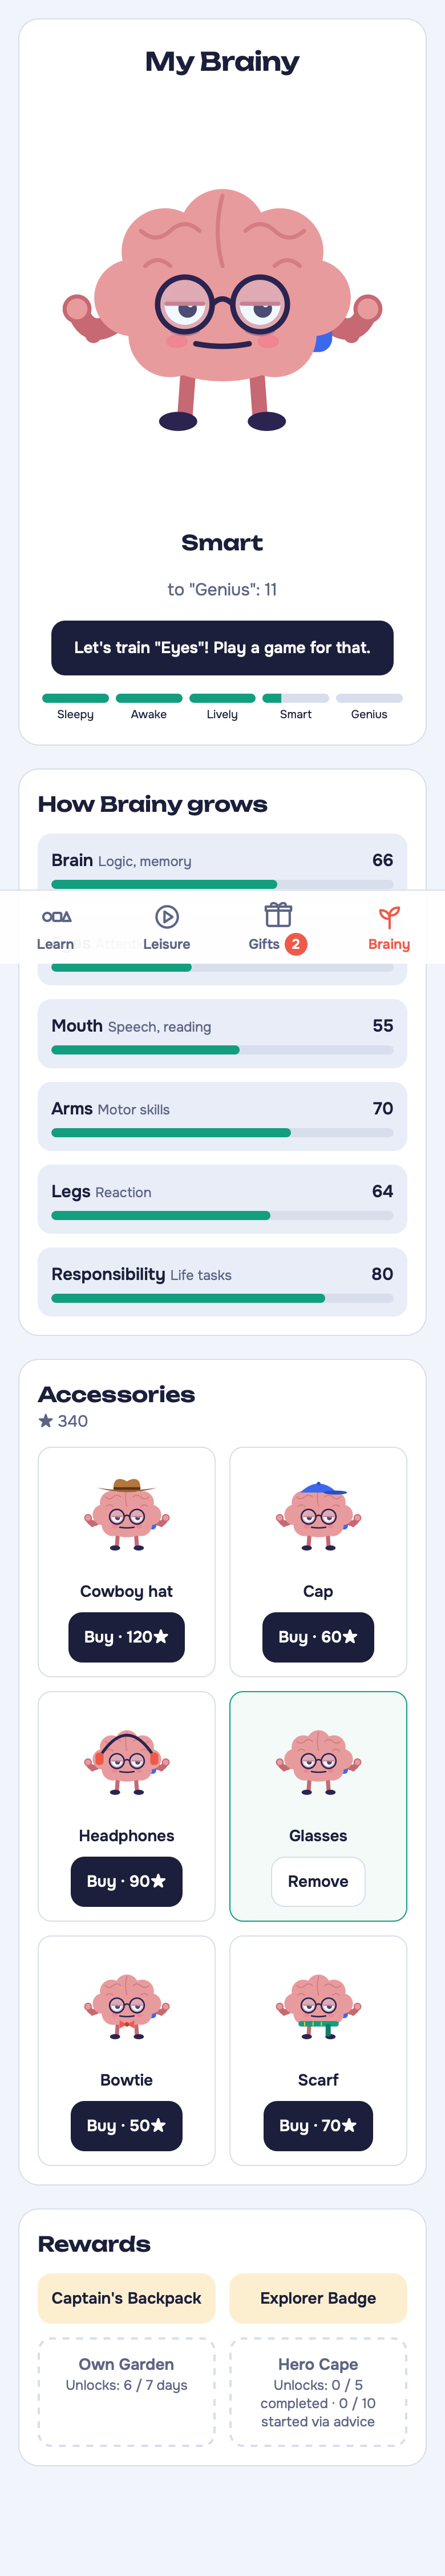 My Brainy
Smart
to "Genius": 11
Let's train "Eyes"! Play a game for that.
Sleepy Awake Lively Smart Genius
How Brainy grows
Brain Logic, memory 66
Learn Leisure Gifts 2 Brainy
Mouth Speech, reading 55
Arms Motor skills 70
Legs Reaction 64
Responsibility Life tasks 80
Accessories
★ 340
Cowboy hat Cap
Buy · 120★ Buy · 60★
Headphones Glasses
Buy · 90★ Remove
Bowtie Scarf
Buy · 50★ Buy · 70★
Rewards
Captain's Backpack Explorer Badge
Own Garden Hero Cape
Unlocks: 6 / 7 days Unlocks: 0 / 5
completed · 0 / 10
started via advice